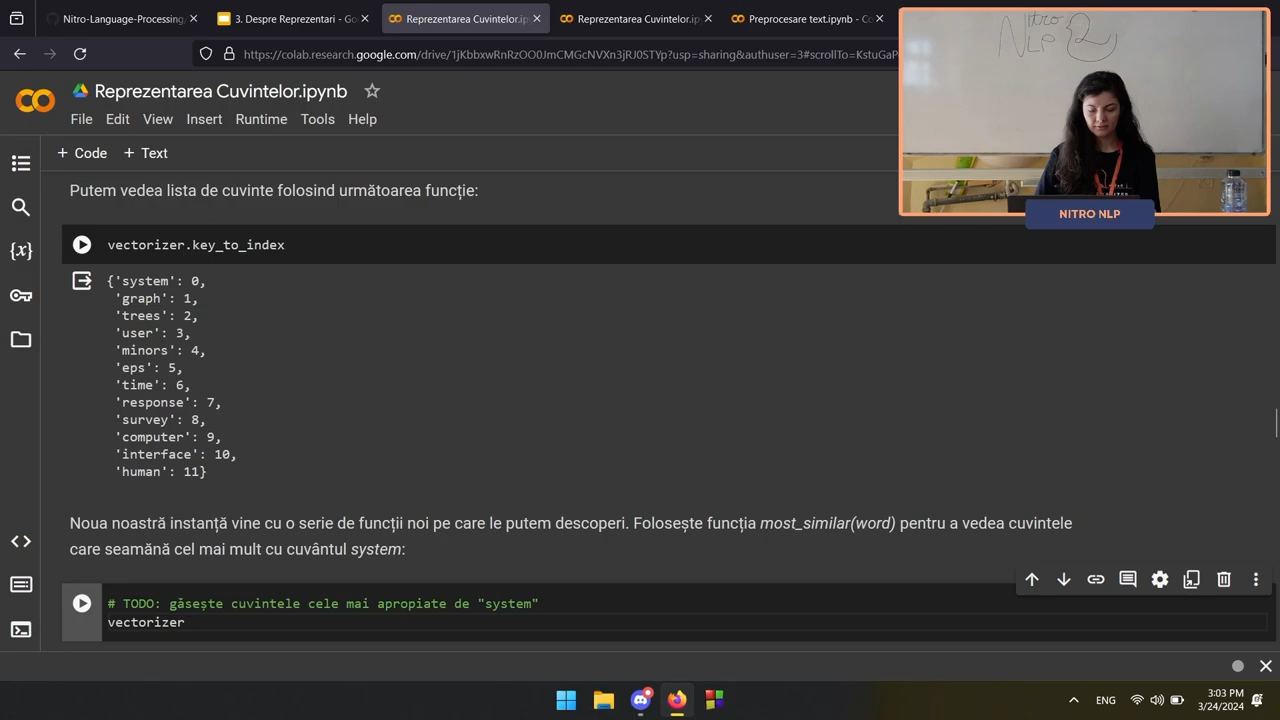 Nitro-Language-Processing/
3. Despre Reprezentari - Go
Reprezentarea Cuvintelor.ip
Reprezentarea Cuvintelor.ip
Preprocesare text.ipynb - Co
https://colab.research.google.com/drive/1jKbbxwRnRzOO0JmCMGcNVXn3jRJ0STYp?usp=sharing&authuser=3#scrollTo=KstuGaP
Nitro
NLP 2
NITRO NLP
Reprezentarea Cuvintelor.ipynb
File Edit View Insert Runtime Tools Help
+ Code + Text
Putem vedea lista de cuvinte folosind următoarea funcție:
vectorizer.key_to_index
{'system': 0,
'graph': 1,
'trees': 2,
'user': 3,
'minors': 4,
'eps': 5,
'time': 6,
'response': 7,
'survey': 8,
'computer': 9,
'interface': 10,
'human': 11}
Noua noastră instanță vine cu o serie de funcții noi pe care le putem descoperi. Folosește funcția most_similar(word) pentru a vedea cuvintele
care seamănă cel mai mult cu cuvântul system:
# TODO: găsește cuvintele cele mai apropiate de "system"
vectorizer
ENG
3:03 PM
3/24/2024